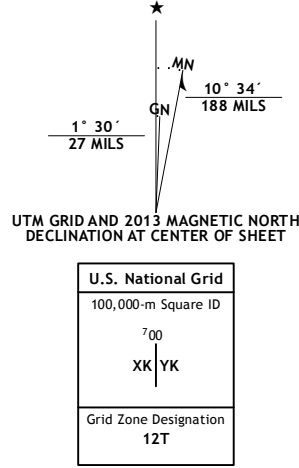 ★
MN
GN
10° 34´
188 MILS
1° 30´
27 MILS
UTM GRID AND 2013 MAGNETIC NORTH
DECLINATION AT CENTER OF SHEET
U.S. National Grid
100,000-m Square ID
⁷00
XK YK
Grid Zone Designation
12T